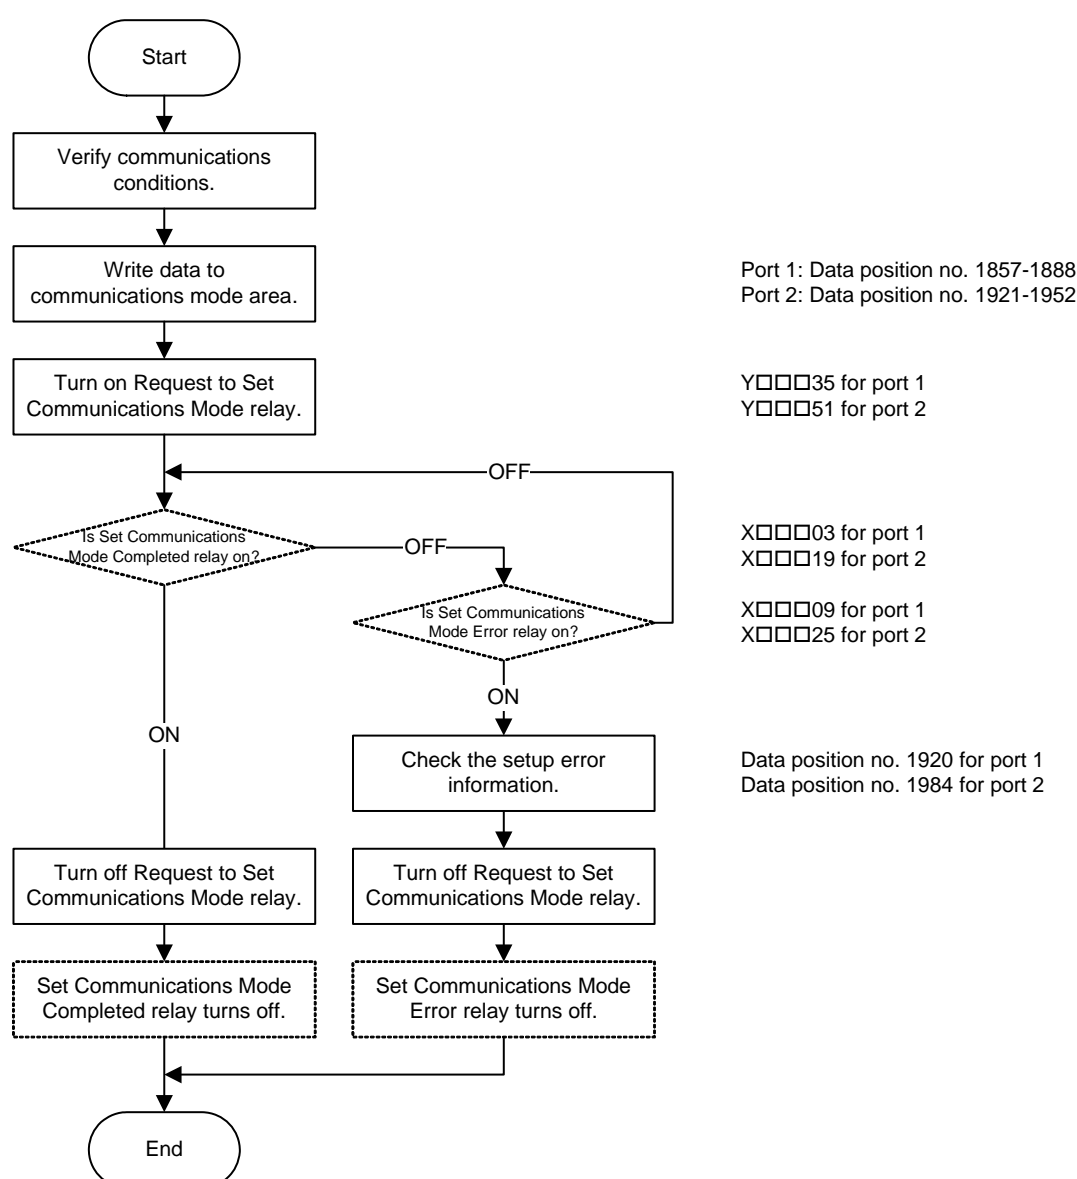 Start
Verify communications
conditions.
Write data to
communications mode area.
Port 1: Data position no. 1857-1888
Port 2: Data position no. 1921-1952
Turn on Request to Set
Communications Mode relay.
Y□□□35 for port 1
Y□□□51 for port 2
OFF
Is Set Communications
Mode Completed relay on?
OFF
X□□□03 for port 1
X□□□19 for port 2
Is Set Communications
Mode Error relay on?
X□□□09 for port 1
X□□□25 for port 2
ON
ON
Check the setup error
information.
Data position no. 1920 for port 1
Data position no. 1984 for port 2
Turn off Request to Set
Communications Mode relay.
Turn off Request to Set
Communications Mode relay.
Set Communications Mode
Completed relay turns off.
Set Communications Mode
Error relay turns off.
End